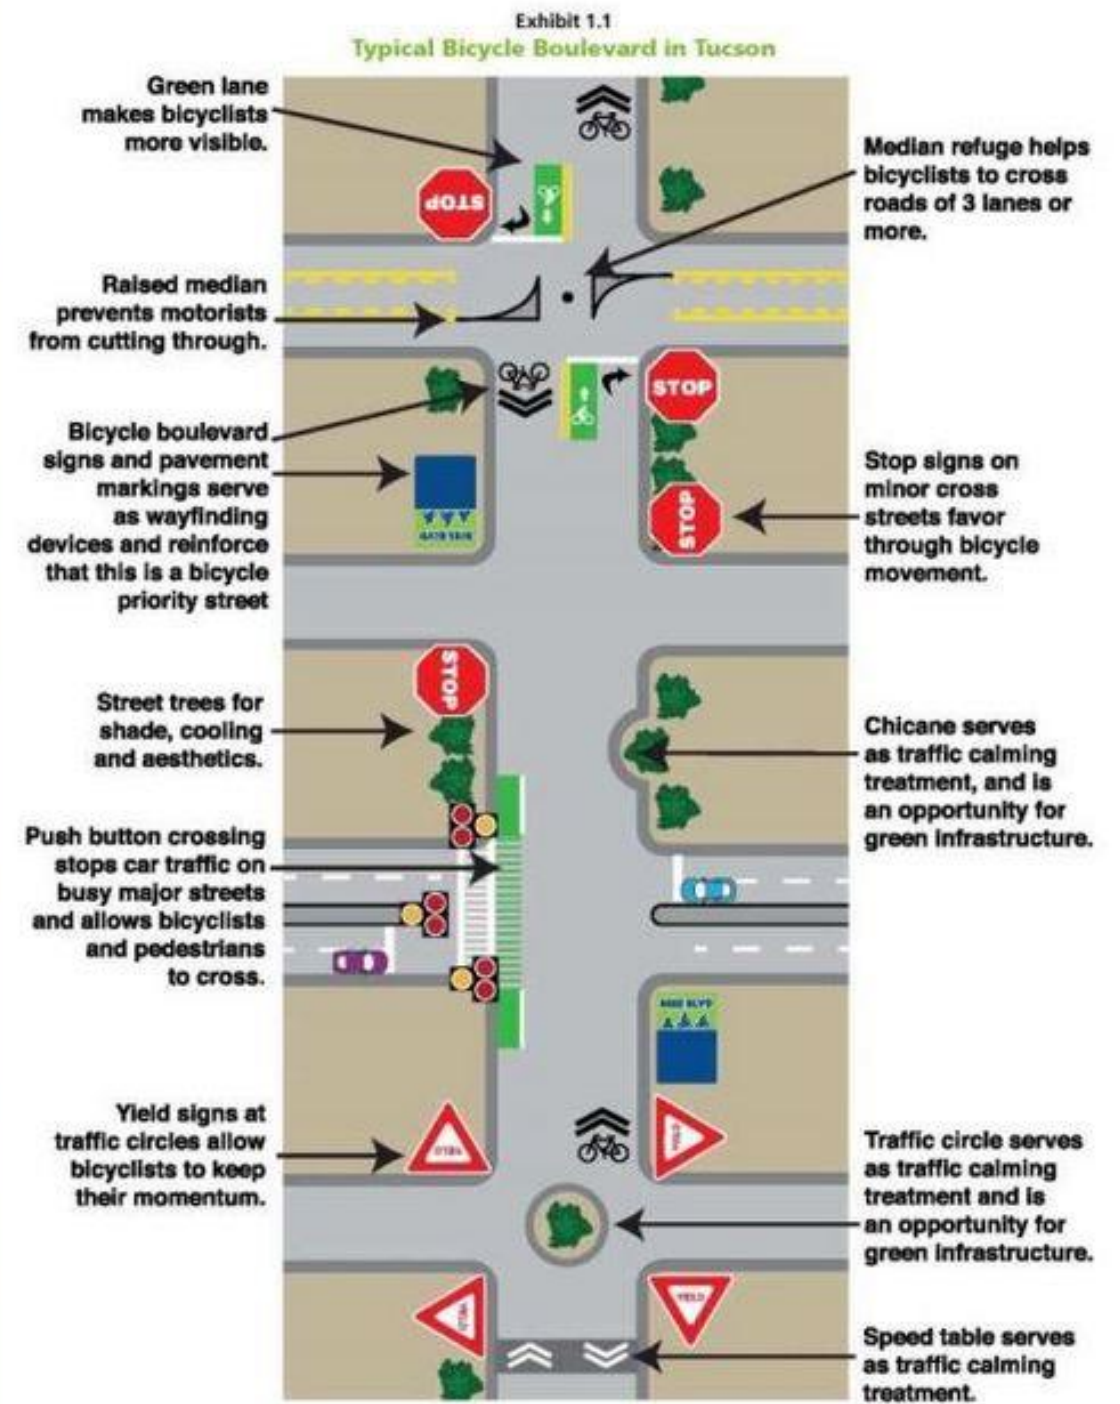 Exhibit 1.1
Typical Bicycle Boulevard in Tucson
Green lane
makes bicyclists
more visible.
STOP
Median refuge helps
bicyclists to cross
roads of 3 lanes or
more.
Raised median
prevents motorists
from cutting through.
STOP
Bicycle boulevard
signs and pavement
markings serve
as wayfinding
devices and reinforce
that this is a bicycle
priority street
STOP
Stop signs on
minor cross
streets favor
through bicycle
movement.
STOP
Street trees for
shade, cooling
and aesthetics.
Chicane serves
as traffic calming
treatment, and is
an opportunity for
green infrastructure.
Push button crossing
stops car traffic on
busy major streets
and allows bicyclists
and pedestrians
to cross.
Yield signs at
traffic circles allow
bicyclists to keep
their momentum.
YIELD
YIELD
Traffic circle serves
as traffic calming
treatment and is
an opportunity for
green infrastructure.
YIELD
YIELD
Speed table serves
as traffic calming
treatment.